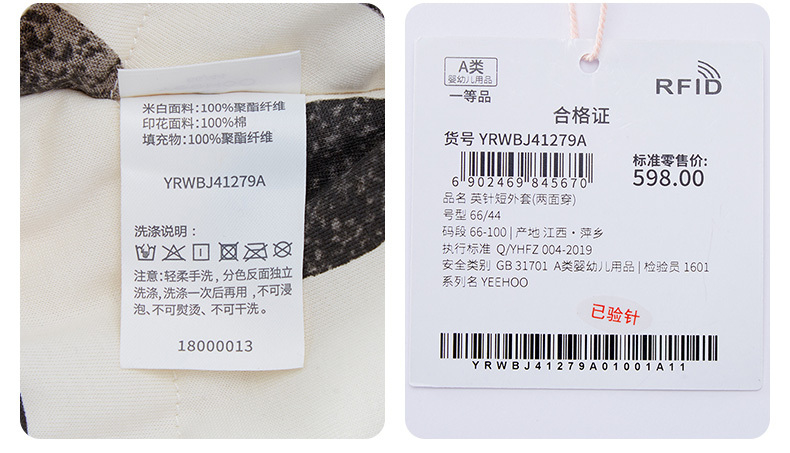 米白面料:100%聚酯纤维
印花面料:100%棉
填充物:100%聚酯纤维
YRWBJ41279A
洗涤说明:
注意:轻柔手洗,分色反面独立
洗涤,洗涤一次后再用,不可浸
泡、不可熨烫、不可干洗。
18000013
A类
婴幼儿用品
一等品
RFID
合格证
货号 YRWBJ41279A
6 902469 845670
标准零售价:
598.00
品名 英针短外套(两面穿)
号型 66/44
码段 66-100 | 产地 江西·萍乡
执行标准 Q/YHFZ 004-2019
安全类别 GB 31701 A类婴幼儿用品 | 检验员 1601
系列名 YEEHOO
已验针
YRWBJ41279A01001A11